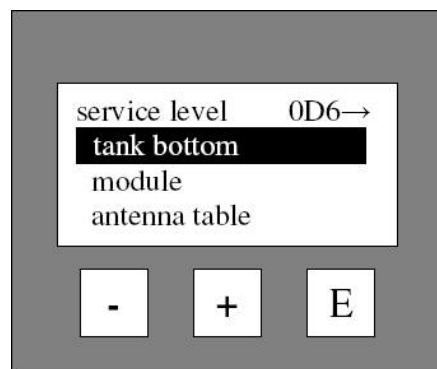 service level 0D6→
tank bottom
module
antenna table
- + E